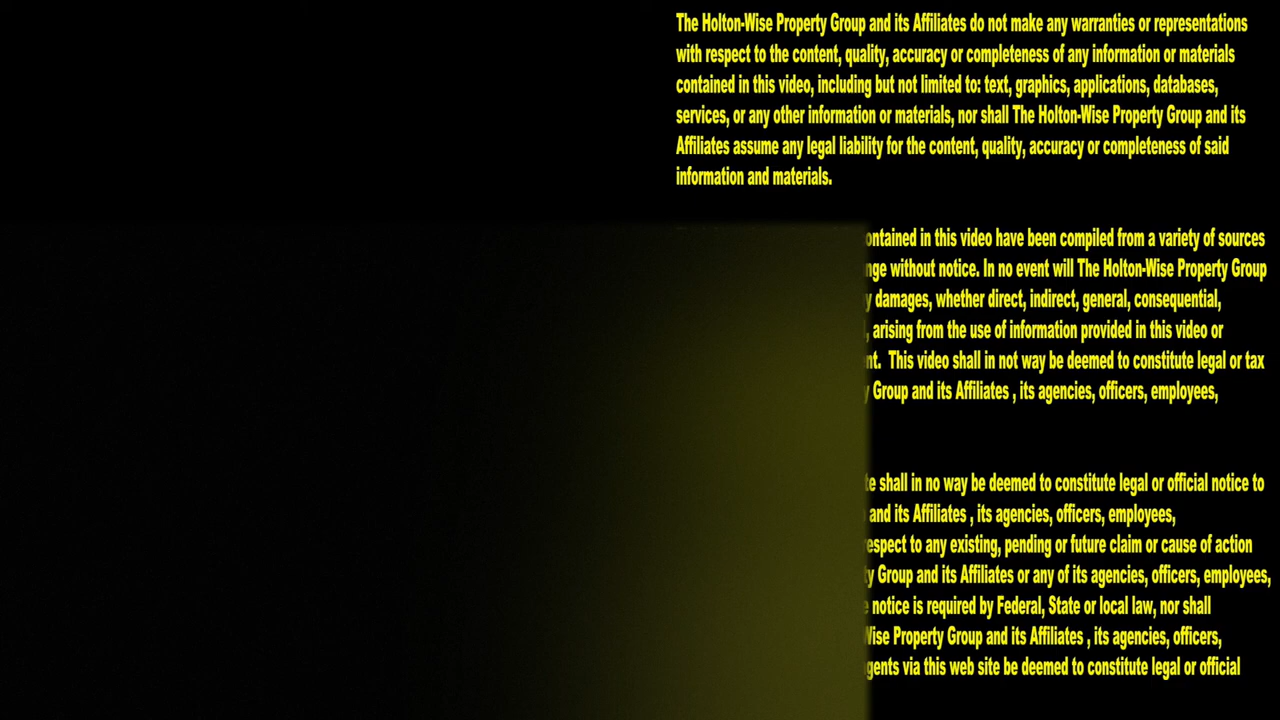 The Holton-Wise Property Group and its Affiliates do not make any warranties or representations
with respect to the content, quality, accuracy or completeness of any information or materials
contained in this video, including but not limited to: text, graphics, applications, databases,
services, or any other information or materials, nor shall The Holton-Wise Property Group and its
Affiliates assume any legal liability for the content, quality, accuracy or completeness of said
information and materials.
in this video have been compiled from a variety of sources
without notice. In no event will The Holton-Wise Property Group
damages, whether direct, indirect, general, consequential,
arising from the use of information provided in this video or
This video shall in not way be deemed to constitute legal or tax
Group and its Affiliates , its agencies, officers, employees,
shall in no way be deemed to constitute legal or official notice to
and its Affiliates , its agencies, officers, employees,
respect to any existing, pending or future claim or cause of action
Group and its Affiliates or any of its agencies, officers, employees,
notice is required by Federal, State or local law, nor shall
Wise Property Group and its Affiliates , its agencies, officers,
via this web site be deemed to constitute legal or official